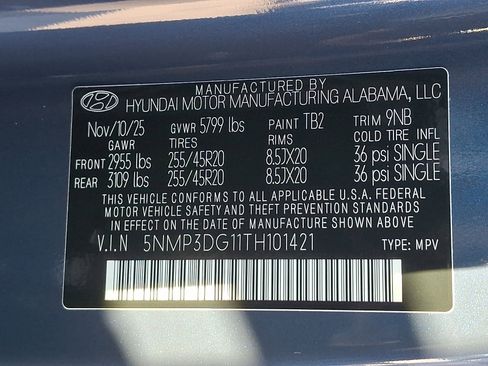 MANUFACTURED BY
HYUNDAI MOTOR MANUFACTURING ALABAMA, LLC
Nov/10/25 GVWR 5799 lbs PAINT TB2 TRIM 9NB
GAWR TIRES RIMS COLD TIRE INFL
FRONT 2955 lbs 255/45R20 8.5JX20 36 psi SINGLE
REAR 3109 lbs 255/45R20 8.5JX20 36 psi SINGLE
THIS VEHICLE CONFORMS TO ALL APPLICABLE U.S.A. FEDERAL
MOTOR VEHICLE SAFETY AND THEFT PREVENTION STANDARDS
IN EFFECT ON THE DATE OF MANUFACTURE SHOWN ABOVE
V.I.N 5NMP3DG11TH101421 TYPE: MPV